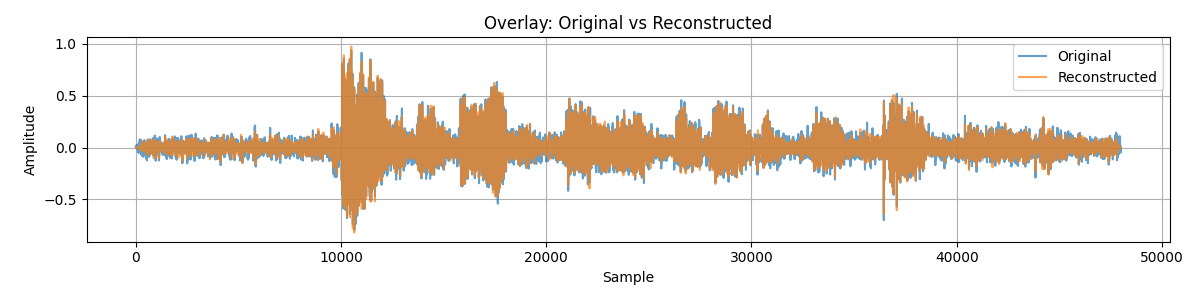 Overlay: Original vs Reconstructed
Original
Reconstructed
Amplitude
1.0
0.5
0.0
−0.5
0
10000
20000
30000
40000
50000
Sample